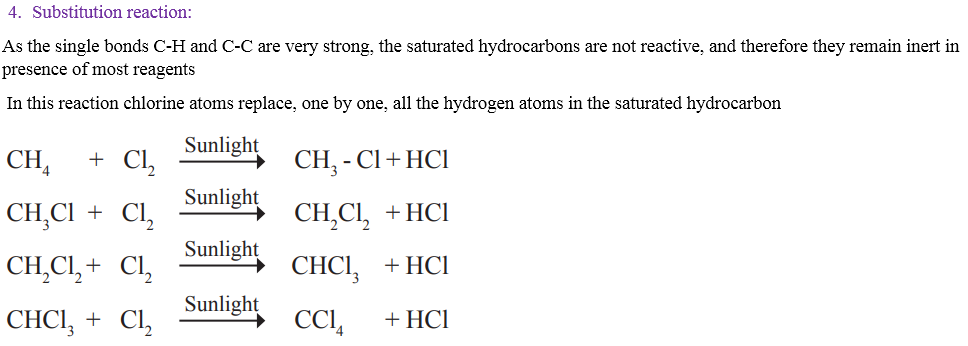 4. Substitution reaction:
As the single bonds C-H and C-C are very strong, the saturated hydrocarbons are not reactive, and therefore they remain inert in
presence of most reagents
In this reaction chlorine atoms replace, one by one, all the hydrogen atoms in the saturated hydrocarbon
CH₄ + Cl₂ Sunlight→ CH₃ - Cl + HCl
CH₃Cl + Cl₂ Sunlight→ CH₂Cl₂ + HCl
CH₂Cl₂ + Cl₂ Sunlight→ CHCl₃ + HCl
CHCl₃ + Cl₂ Sunlight→ CCl₄ + HCl